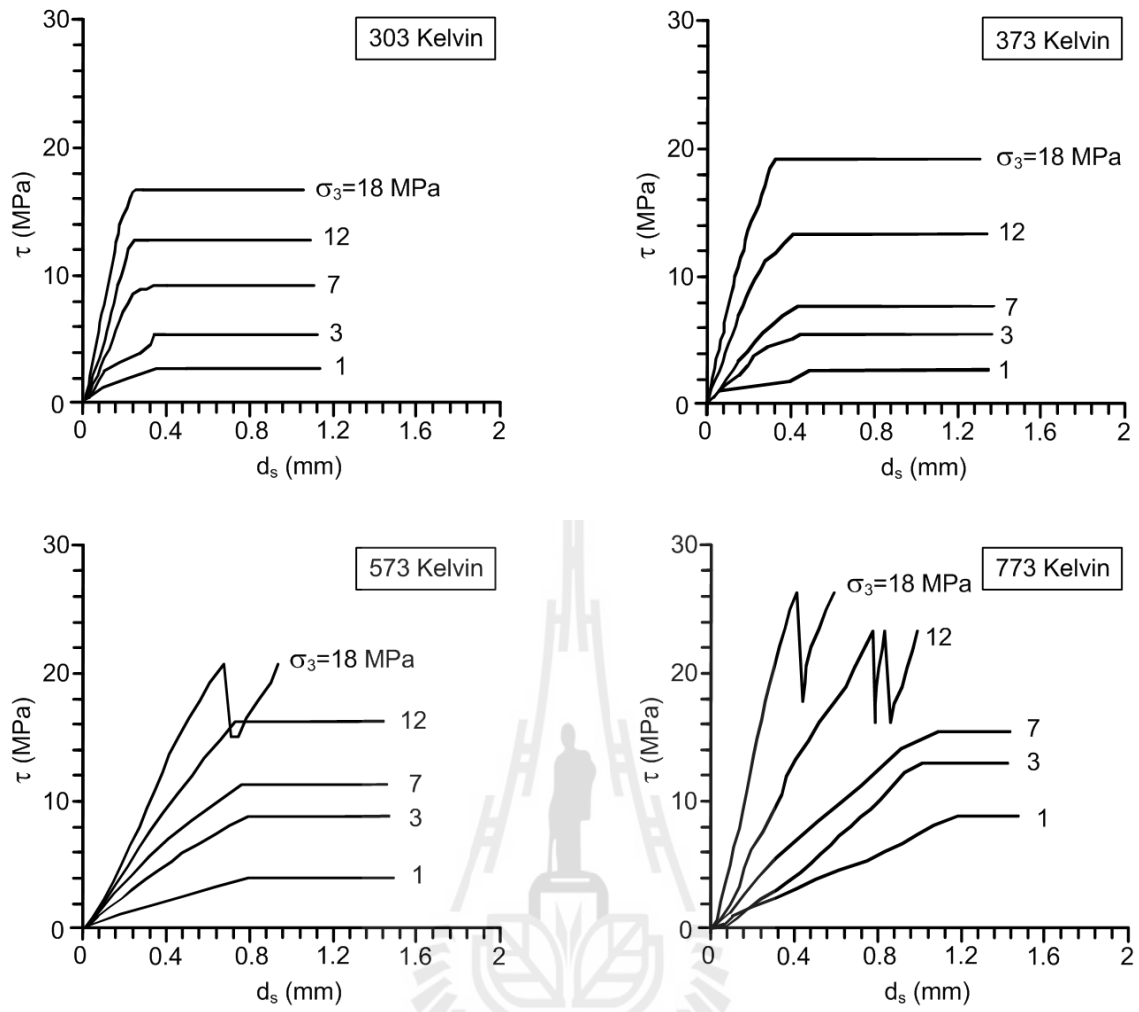 303 Kelvin
30
20
10
0
τ (MPa)
σ3=18 MPa
12
7
3
1
0 0.4 0.8 1.2 1.6 2
ds (mm)
373 Kelvin
30
20
10
0
τ (MPa)
σ3=18 MPa
12
7
3
1
0 0.4 0.8 1.2 1.6 2
ds (mm)
573 Kelvin
30
20
10
0
τ (MPa)
σ3=18 MPa
12
7
3
1
0 0.4 0.8 1.2 1.6 2
ds (mm)
773 Kelvin
30
20
10
0
τ (MPa)
σ3=18 MPa
12
7
3
1
0 0.4 0.8 1.2 1.6 2
ds (mm)